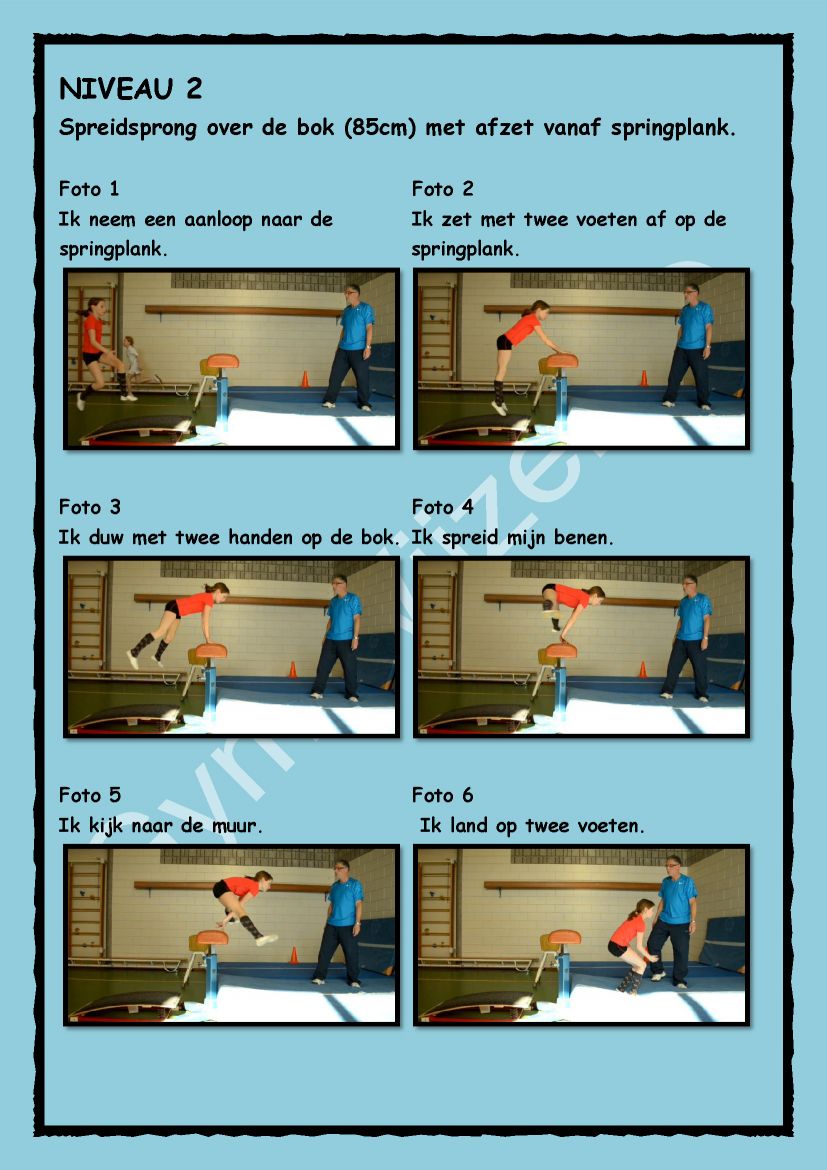 NIVEAU 2
Spreidsprong over de bok (85cm) met afzet vanaf springplank.
Foto 1
Ik neem een aanloop naar de
springplank.
Foto 2
Ik zet met twee voeten af op de
springplank.
Foto 3
Ik duw met twee handen op de bok.
Foto 4
Ik spreid mijn benen.
Foto 5
Ik kijk naar de muur.
Foto 6
Ik land op twee voeten.